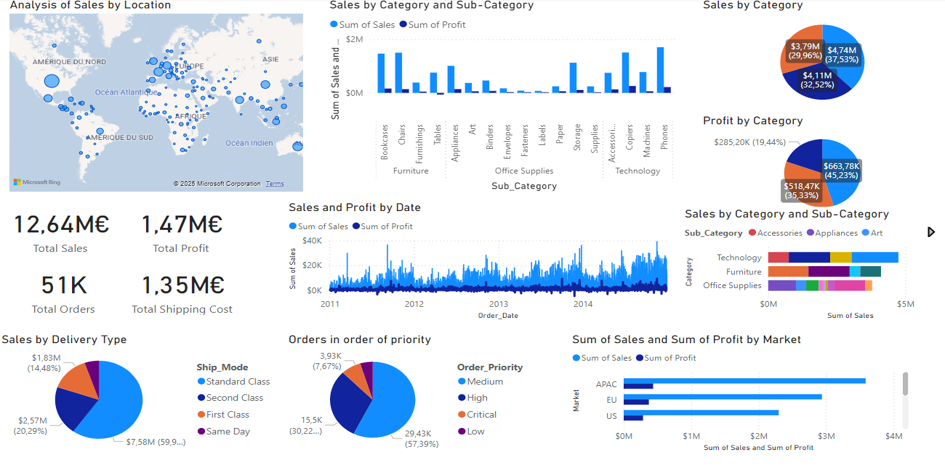 Analysis of Sales by Location
AMÉRIQUE DU NORD
EUROPE
ASIE
Océan Atlantique
AFRIQUE
AMÉRIQUE DU SUD
Océan Indien
Microsoft Bing
© 2025 Microsoft Corporation Terms
Sales by Category and Sub-Category
Sum of Sales Sum of Profit
Sum of Sales and
$2M
$0M
Bookcases
Chairs
Furnishings
Tables
Appliances
Art
Binders
Envelopes
Fasteners
Labels
Paper
Storage
Supplies
Accessori...
Copiers
Machines
Phones
Furniture
Office Supplies
Technology
Sub_Category
Sales by Category
$3,79M
(29,96%)
$4,74M
(37,53%)
$4,11M
(32,52%)
Profit by Category
$285,20K (19,44%)
$663,78K
(45,23%)
$518,47K
(35,33%)
12,64M€
Total Sales
1,47M€
Total Profit
51K
Total Orders
1,35M€
Total Shipping Cost
Sales and Profit by Date
Sum of Sales Sum of Profit
Sum of Sales
$40K
$20K
$0K
2011 2012 2013 2014
Order_Date
Sales by Category and Sub-Category
Sub_Category Accessories Appliances Art
Category
Technology
Furniture
Office Supplies
$0M $5M
Sum of Sales
Sales by Delivery Type
$1,83M
(14,48%)
$2,57M
(20,29%)
$7,58M (59,9...)
Ship_Mode
Standard Class
Second Class
First Class
Same Day
Orders in order of priority
3,93K
(7,67%)
15,5K
(30,22...)
29,43K
(57,39%)
Order_Priority
Medium
High
Critical
Low
Sum of Sales and Sum of Profit by Market
Sum of Sales Sum of Profit
Market
APAC
EU
US
$0M $1M $2M $3M $4M
Sum of Sales and Sum of Profit